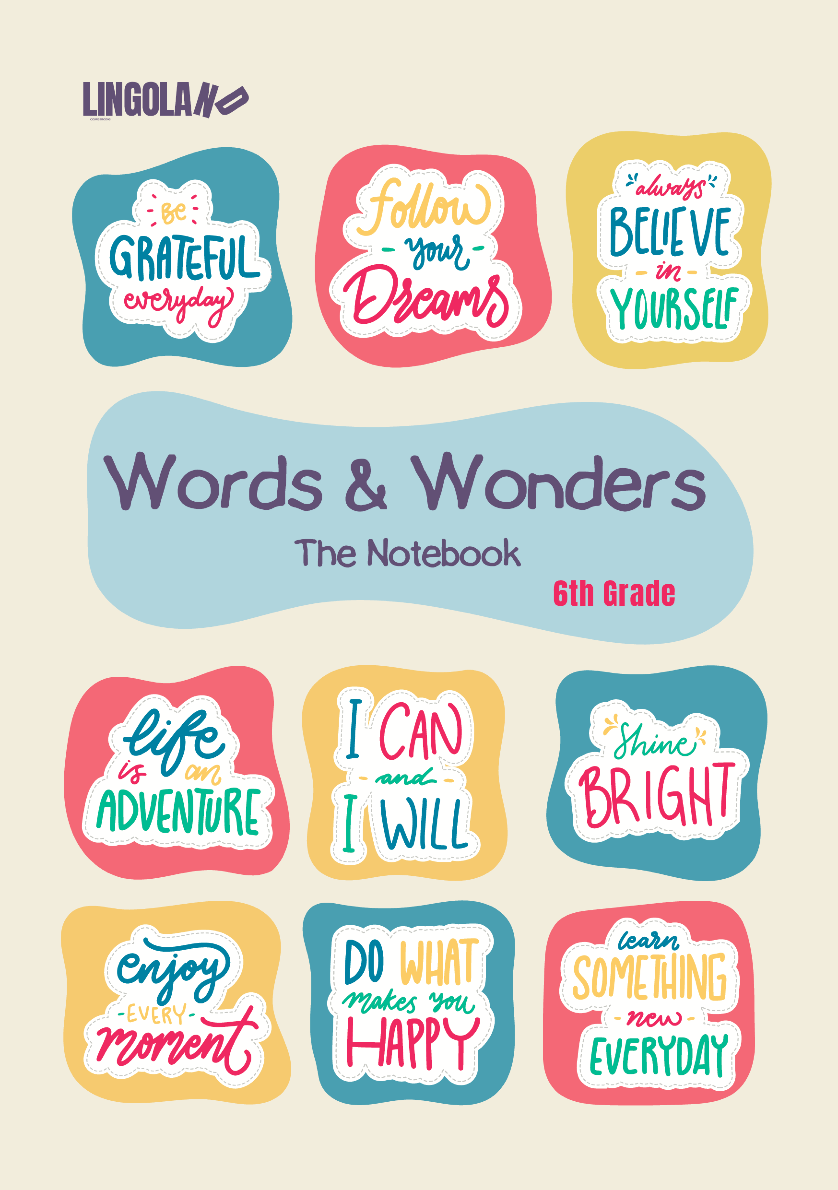 LINGOLAND
Be
GRATEFUL
everyday
follow
your
Dreams
"always"
BELIEVE
in
YOURSELF
Words & Wonders
The Notebook
6th Grade
life
is an
ADVENTURE
I CAN
and
I WILL
Shine
BRIGHT
enjoy
EVERY
moment
DO WHAT
makes you
HAPPY
learn
SOMETHING
new
EVERYDAY